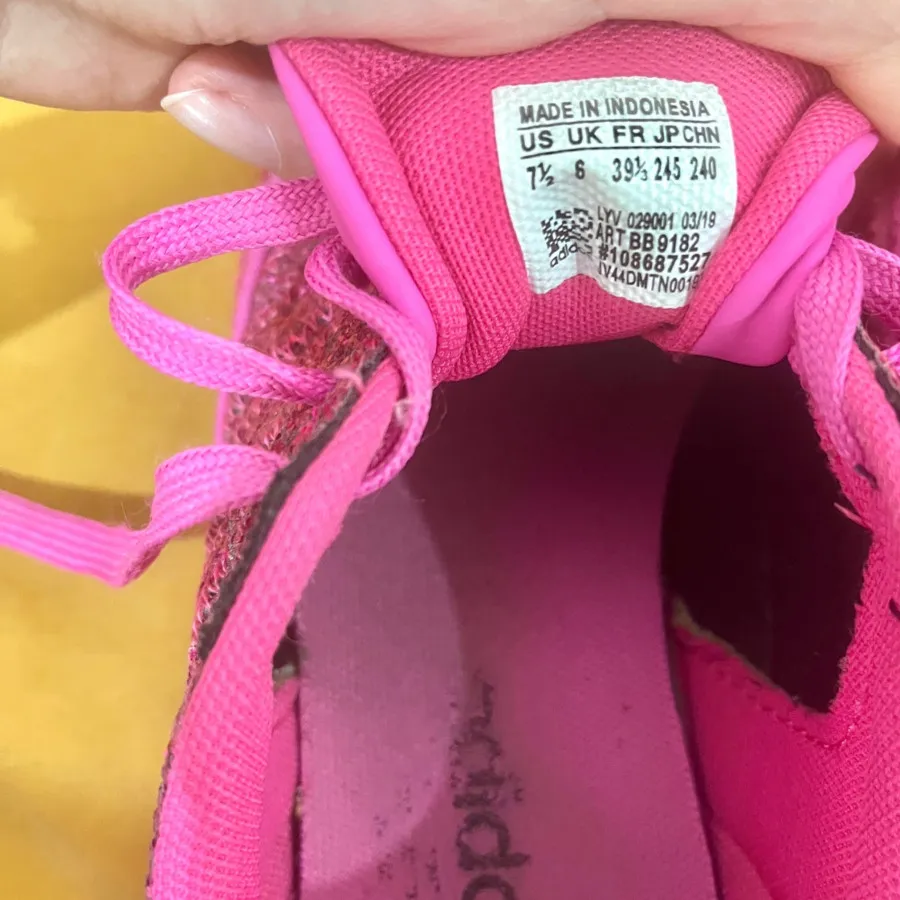 MADE IN INDONESIA
US UK FR JP CHN
7½ 6 39⅓ 245 240
LYV 029001 03/19
ART BB9182
#108687527
adidas